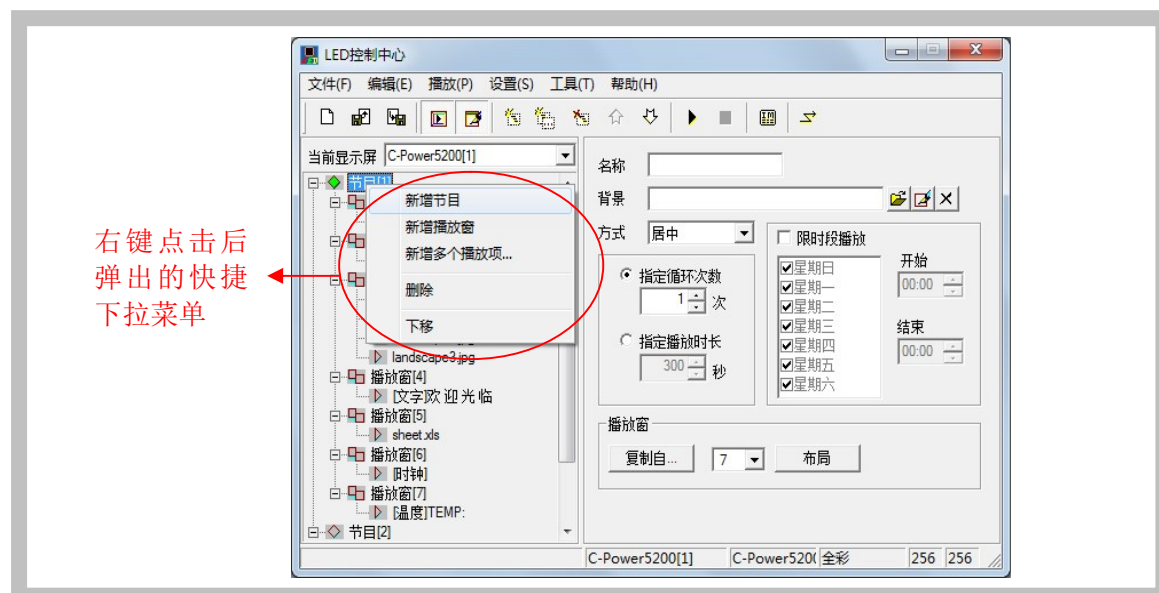 LED控制中心
文件(F) 编辑(E) 播放(P) 设置(S) 工具(T) 帮助(H)
当前显示屏 C-Power5200[1]
节目[1]
新增节目
新增播放窗
新增多个播放项...
删除
下移
landscape3.jpg
播放窗[4]
[文字]欢迎光临
播放窗[5]
sheet.xls
播放窗[6]
[时钟]
播放窗[7]
[温度]TEMP:
节目[2]
右键点击后
弹出的快捷
下拉菜单
名称
背景
方式 居中
指定循环次数
1 次
指定播放时长
300 秒
限时段播放
星期日
星期一
星期二
星期三
星期四
星期五
星期六
开始
00:00
结束
00:00
播放窗
复制自... 7 布局
C-Power5200[1] C-Power520( 全彩 256 256